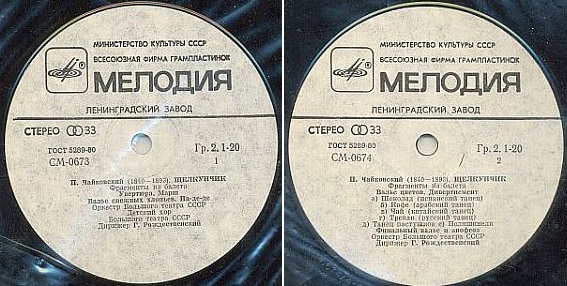 МИНИСТЕРСТВО КУЛЬТУРЫ СССР
ВСЕСОЮЗНАЯ ФИРМА ГРАМПЛАСТИНОК
МЕЛОДИЯ
ЛЕНИНГРАДСКИЙ ЗАВОД
СТЕРЕО 33
ГОСТ 5289-80
Гр. 2. 1-20
СМ-0673
1
П. Чайковский (1840—1893). ЩЕЛКУНЧИК
Фрагменты из балета
Увертюра. Марш
Вальс снежных хлопьев. Па-де-де
Оркестр Большого театра СССР
Детский хор
Большого театра СССР
Дирижер Г. Рождественский
МИНИСТЕРСТВО КУЛЬТУРЫ СССР
ВСЕСОЮЗНАЯ ФИРМА ГРАМПЛАСТИНОК
МЕЛОДИЯ
ЛЕНИНГРАДСКИЙ ЗАВОД
СТЕРЕО 33
ГОСТ 5289-80
Гр. 2. 1-20
СМ-0674
2
П. Чайковский (1840—1893). ЩЕЛКУНЧИК
Фрагменты из балета
Вальс цветов. Дивертисмент
а) Шоколад (испанский танец)
б) Кофе (арабский танец)
в) Чай (китайский танец)
г) Трепак (русский танец)
д) Танец пастушков е) Полишинели
Финальный вальс и апофеоз
Оркестр Большого театра СССР
Дирижер Г. Рождественский